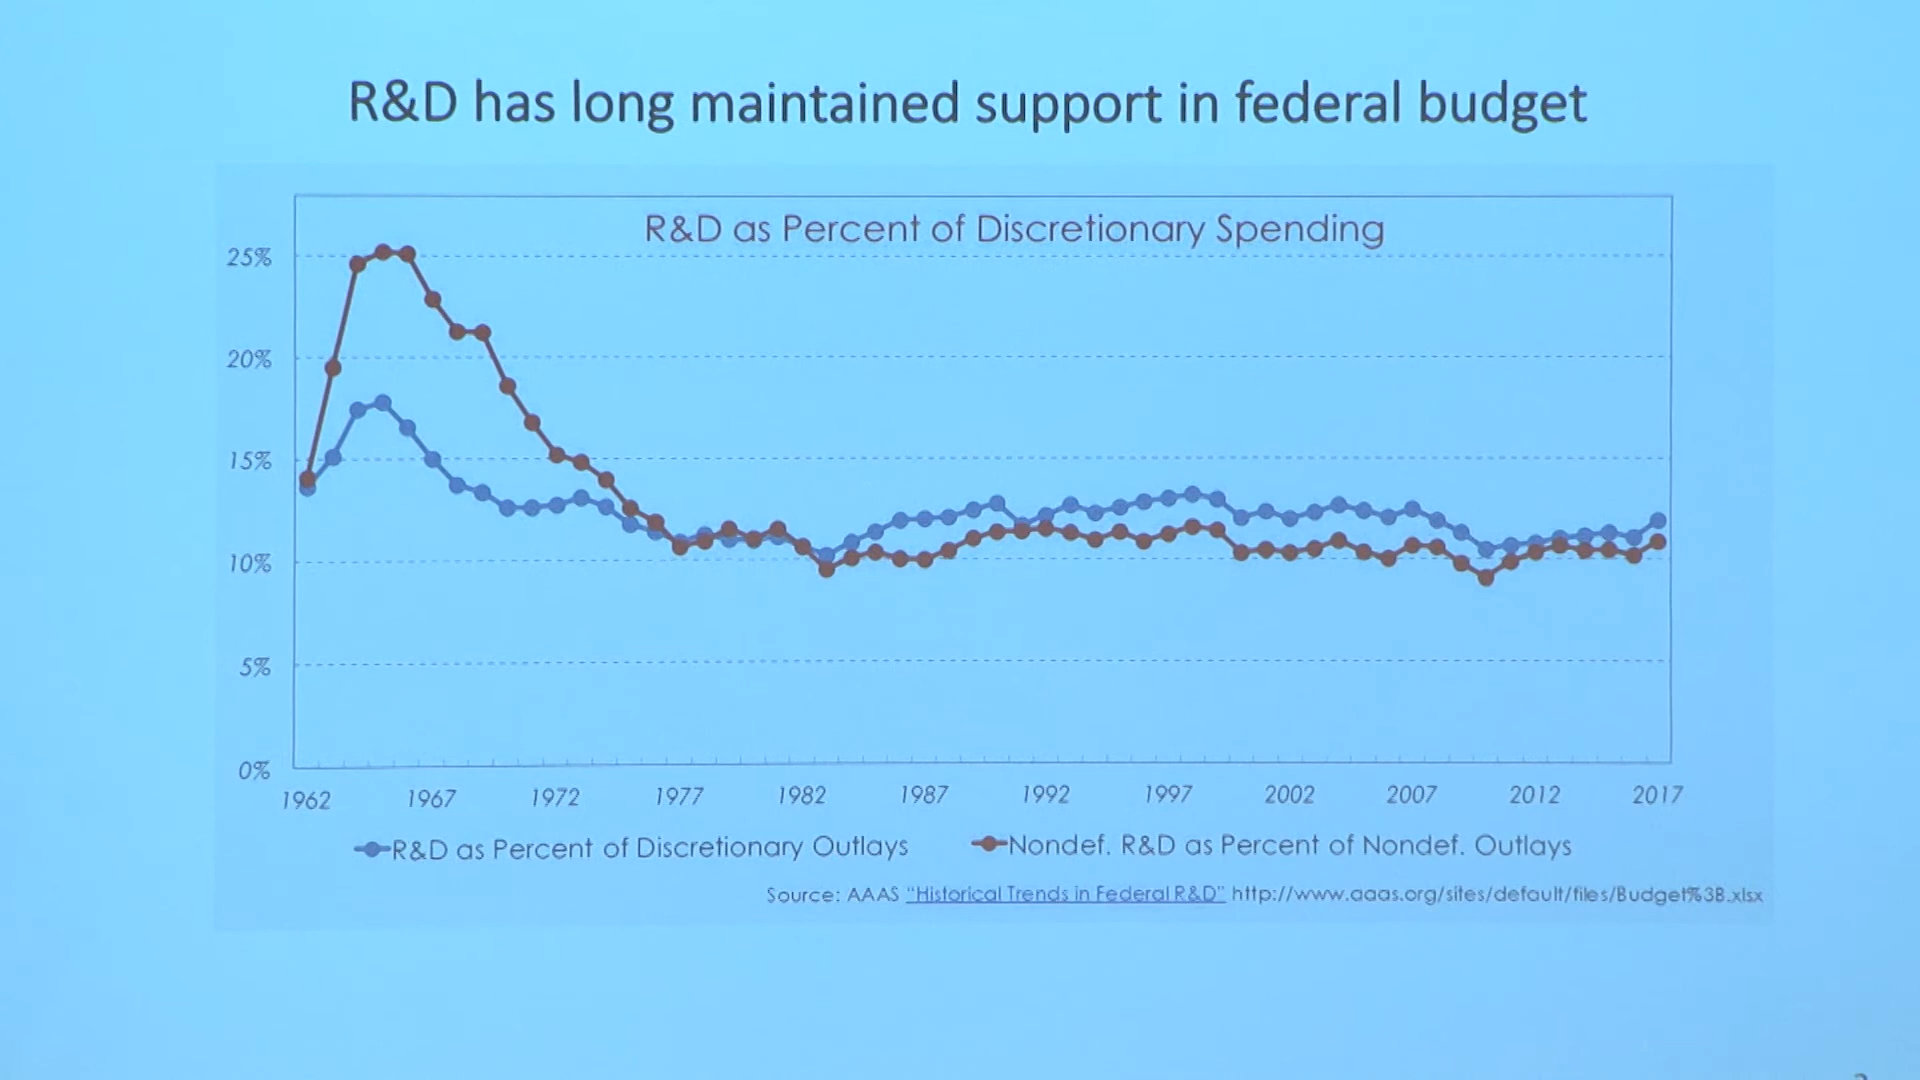 R&D has long maintained support in federal budget
R&D as Percent of Discretionary Spending
25%
20%
15%
10%
5%
0%
1962 1967 1972 1977 1982 1987 1992 1997 2002 2007 2012 2017
R&D as Percent of Discretionary Outlays Nondef. R&D as Percent of Nondef. Outlays
Source: AAAS "Historical Trends in Federal R&D" http://www.aaas.org/sites/default/files/Budget%3B.xlsx